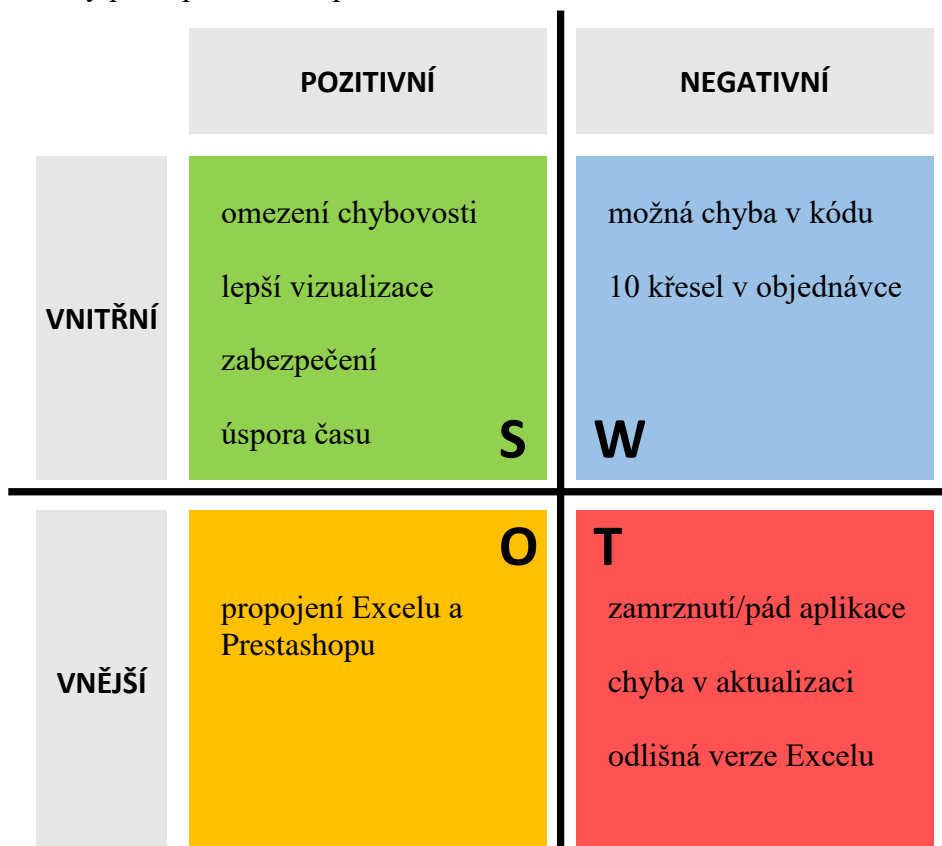 POZITIVNÍ
NEGATIVNÍ
VNITŘNÍ
omezení chybovosti
lepší vizualizace
zabezpečení
úspora času
S
možná chyba v kódu
10 křesel v objednávce
W
VNĚJŠÍ
O
propojení Excelu a
Prestashopu
T
zamrznutí/pád aplikace
chyba v aktualizaci
odlišná verze Excelu